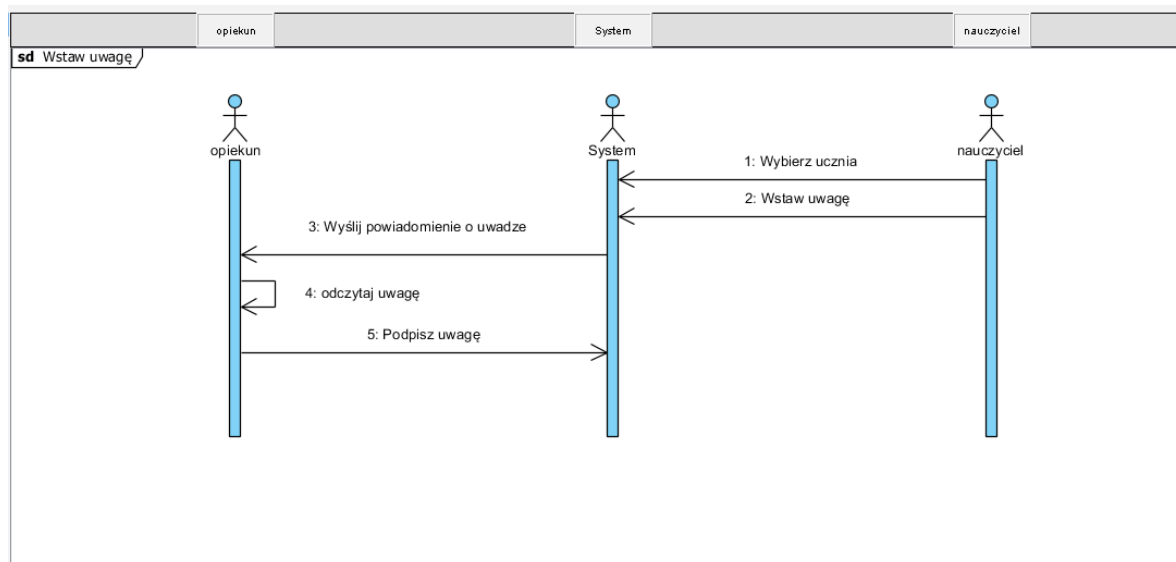 opiekun
System
nauczyciel
sd Wstaw uwagę
opiekun
System
nauczyciel
1: Wybierz ucznia
2: Wstaw uwagę
3: Wyślij powiadomienie o uwadze
4: odczytaj uwagę
5: Podpisz uwagę